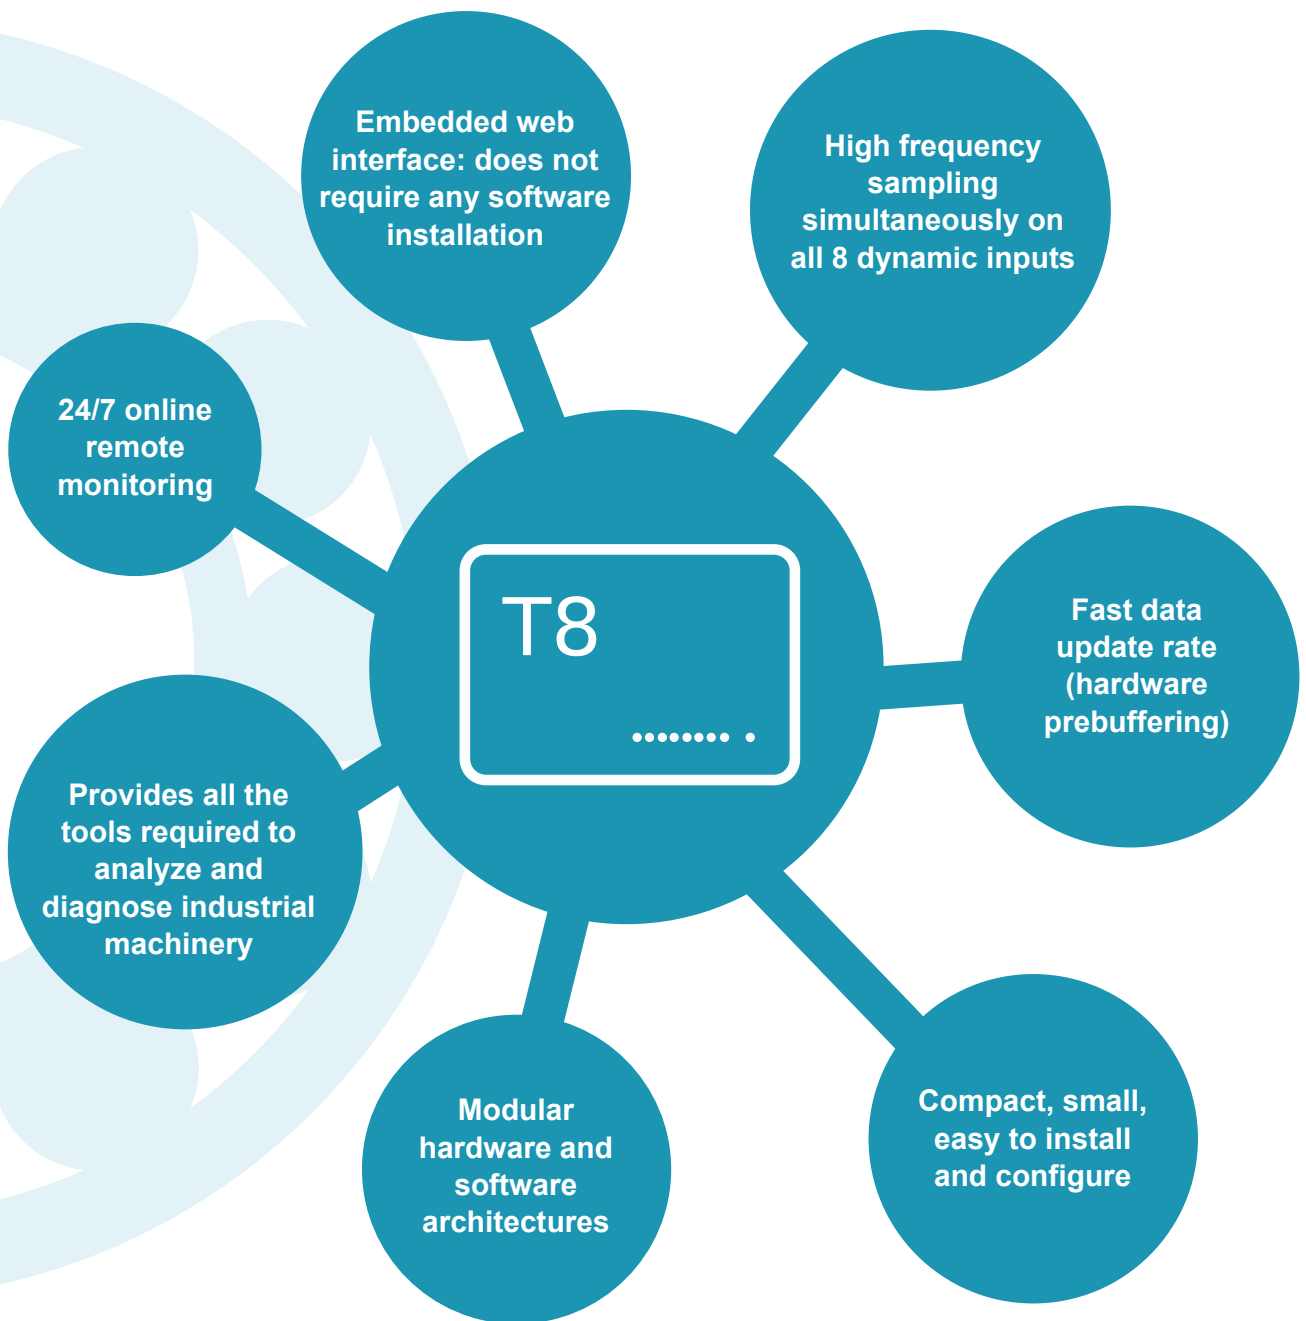 Embedded web
interface: does not
require any software
installation
High frequency
sampling
simultaneously on
all 8 dynamic inputs
24/7 online
remote
monitoring
T8
Fast data
update rate
(hardware
prebuffering)
Provides all the
tools required to
analyze and
diagnose industrial
machinery
Modular
hardware and
software
architectures
Compact, small,
easy to install
and configure